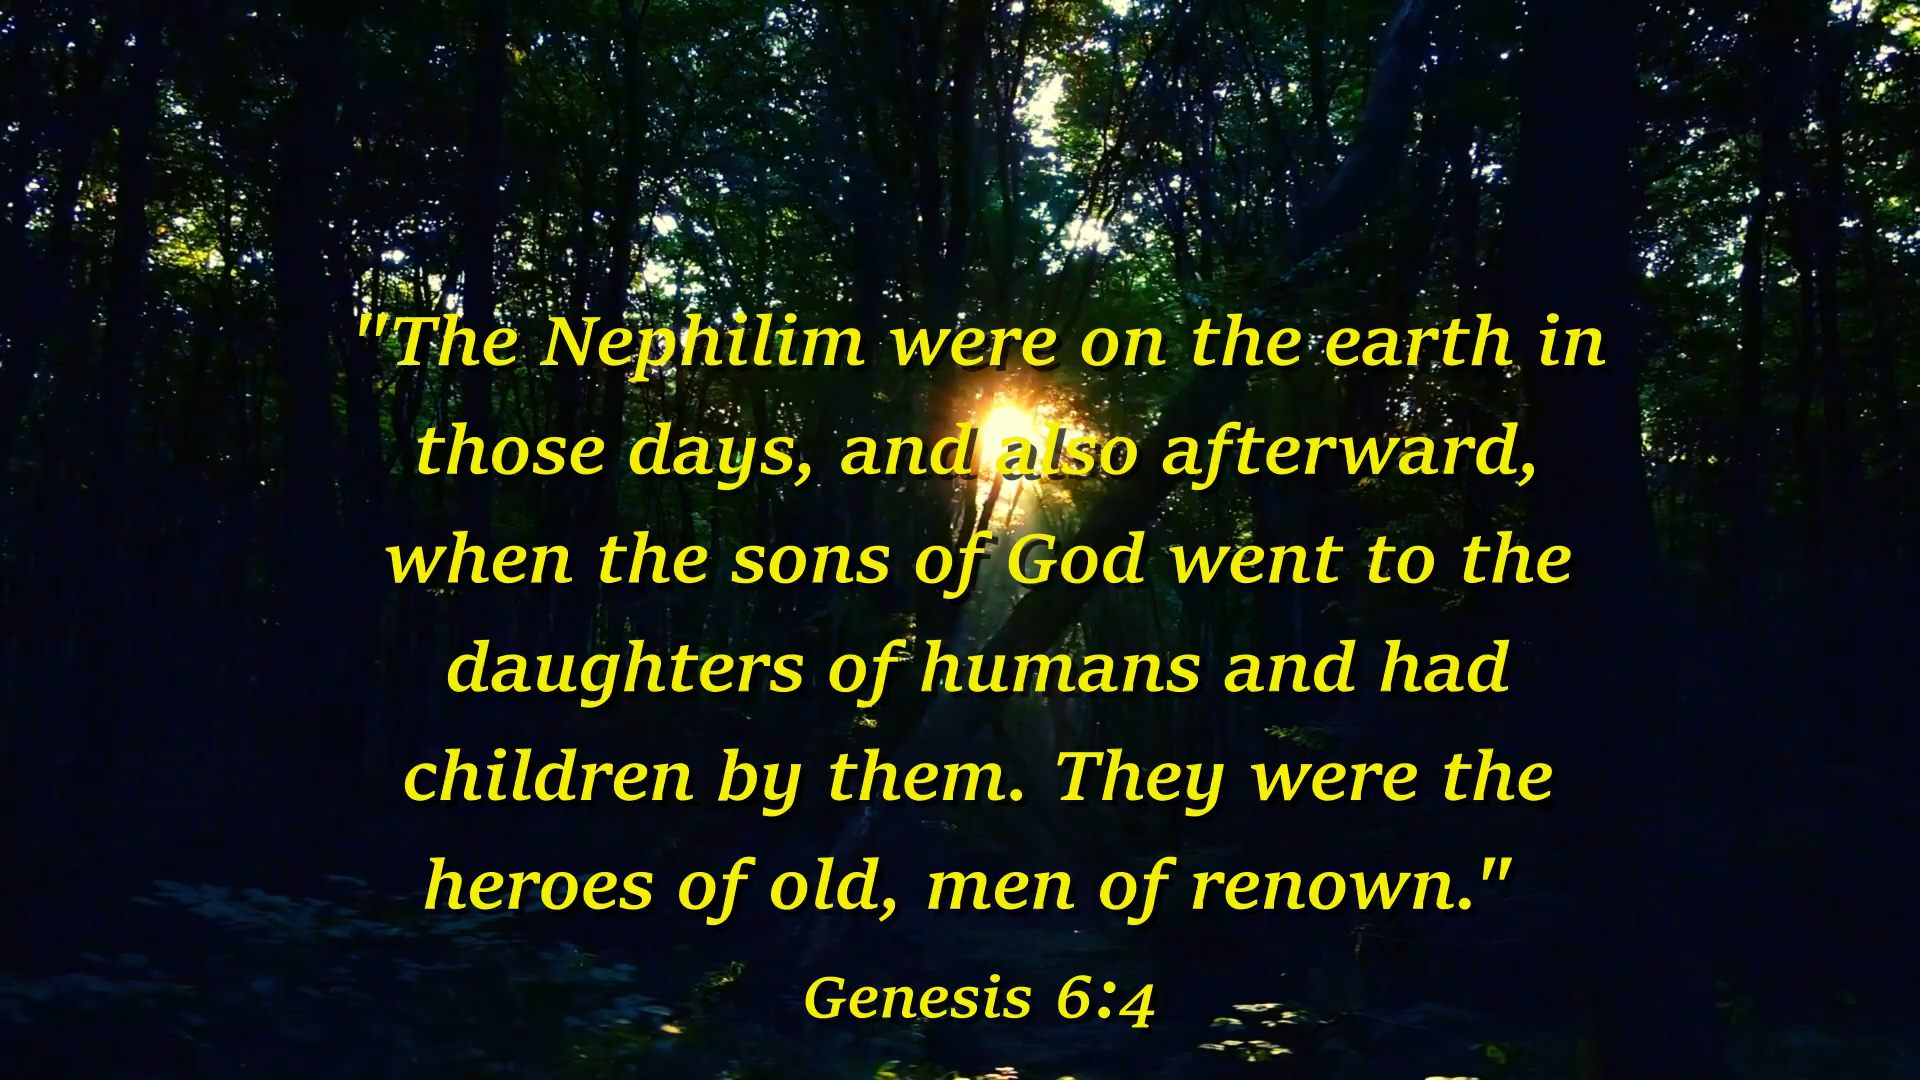 "The Nephilim were on the earth in
those days, and also afterward,
when the sons of God went to the
daughters of humans and had
children by them. They were the
heroes of old, men of renown."
Genesis 6:4